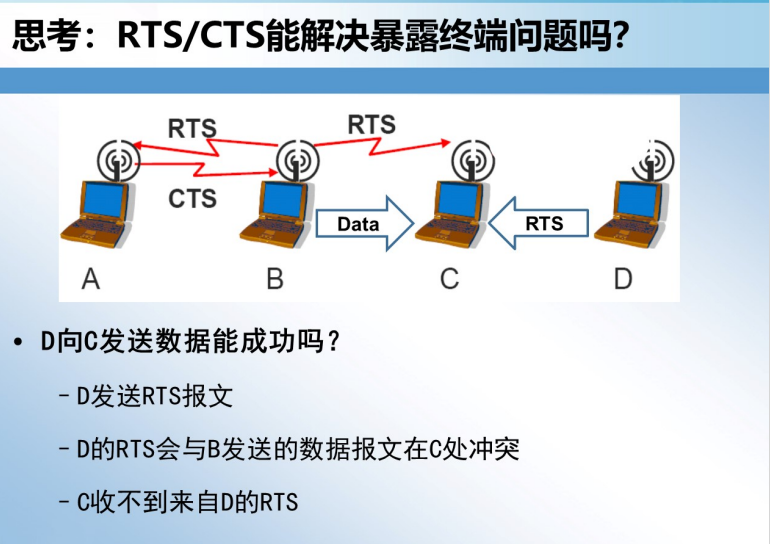 思考：RTS/CTS能解决暴露终端问题吗？
RTS
RTS
CTS
Data
RTS
A
B
C
D
• D向C发送数据能成功吗？
– D发送RTS报文
– D的RTS会与B发送的数据报文在C处冲突
– C收不到来自D的RTS